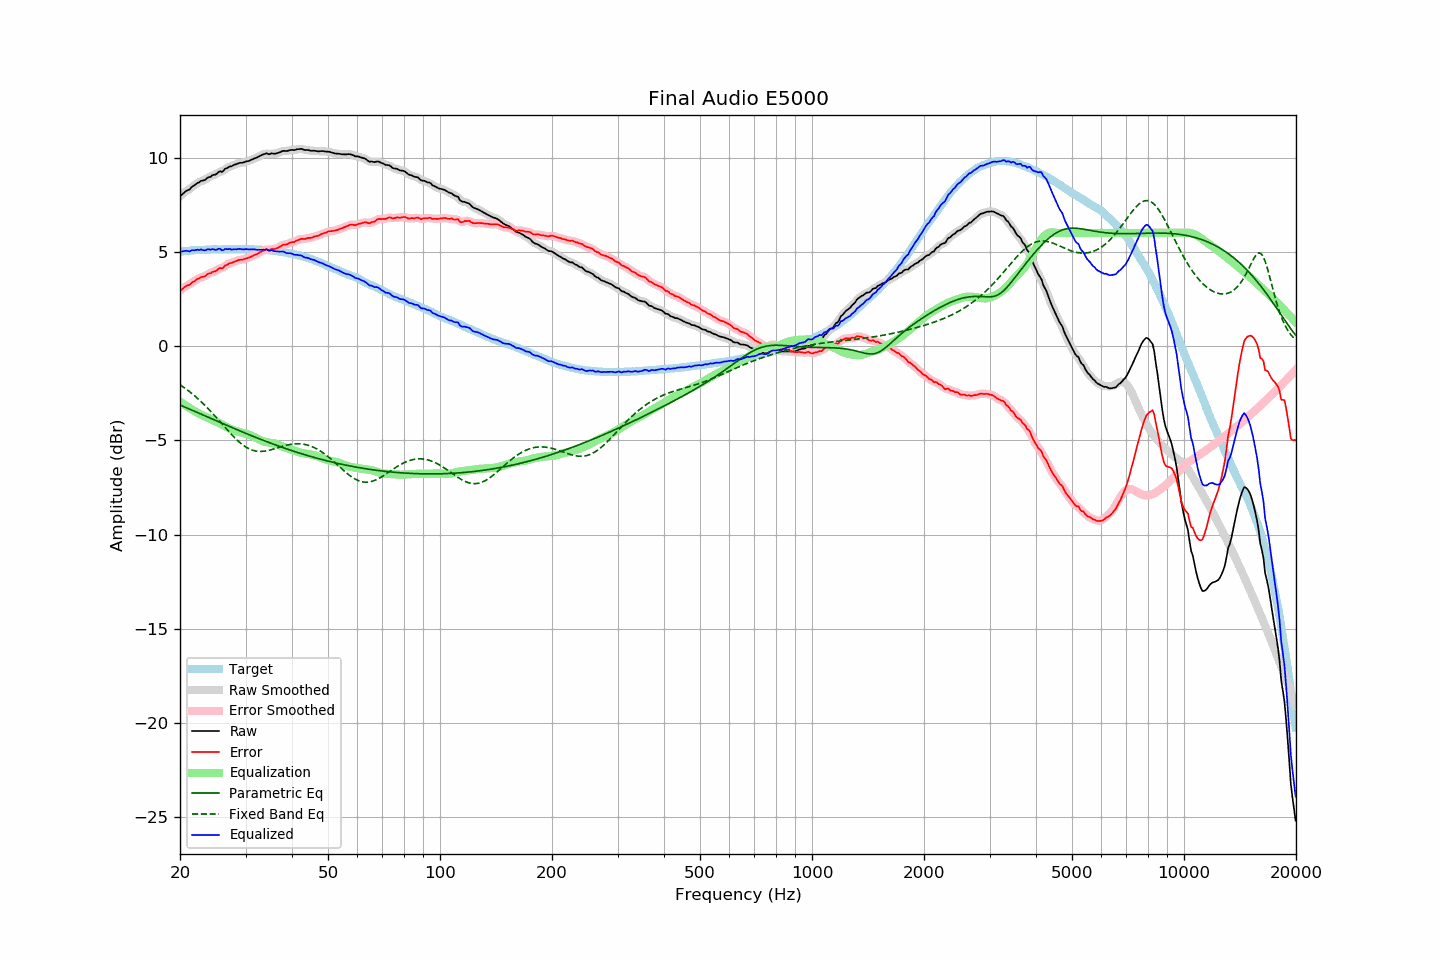 Final Audio E5000
Amplitude (dBr)
10
5
0
−5
−10
−15
−20
−25
Target
Raw Smoothed
Error Smoothed
Raw
Error
Equalization
Parametric Eq
Fixed Band Eq
Equalized
20 50 100 200 500 1000 2000 5000 10000 20000
Frequency (Hz)